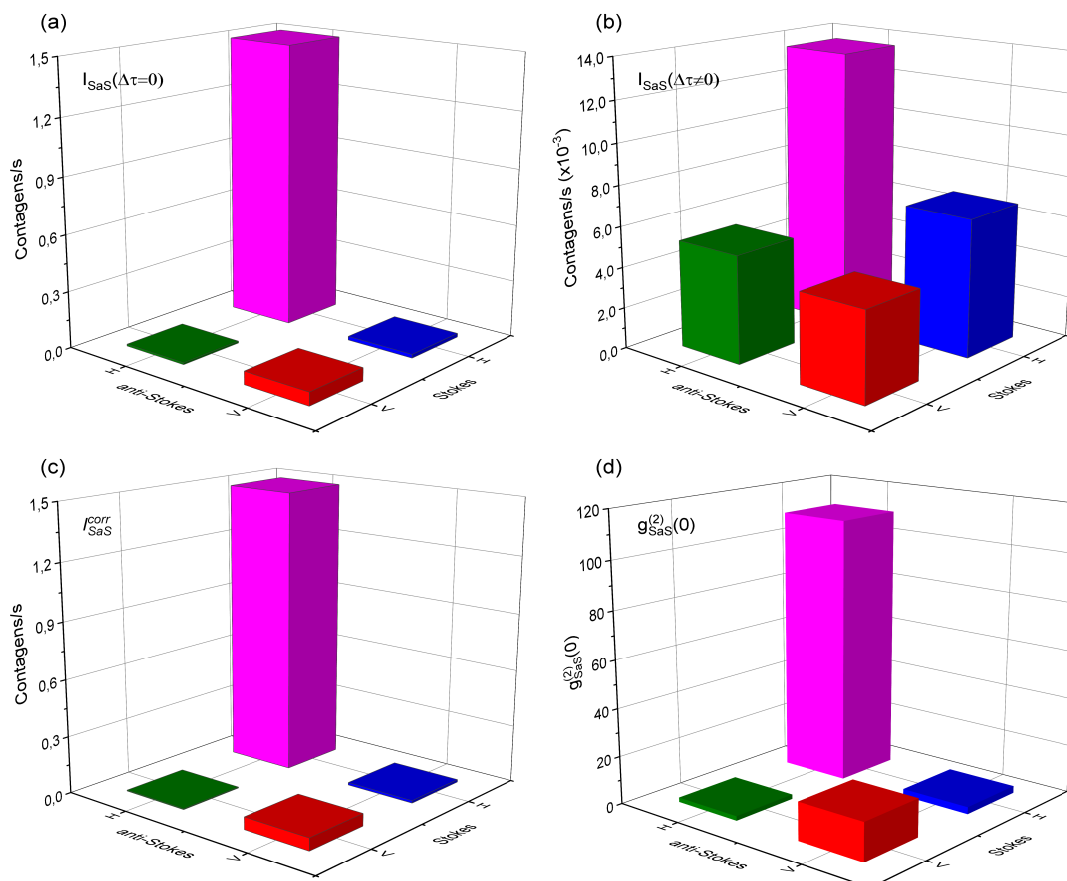 (a)
I_SaS(Δτ=0)
Contagens/s
1,5
1,2
0,9
0,6
0,3
0,0
H
anti-Stokes
V
V
Stokes
H
(b)
I_SaS(Δτ≠0)
Contagens/s (x10^-3)
14,0
12,0
10,0
8,0
6,0
4,0
2,0
0,0
H
anti-Stokes
V
V
Stokes
H
(c)
I_SaS^corr
Contagens/s
1,5
1,2
0,9
0,6
0,3
0,0
H
anti-Stokes
V
V
Stokes
H
(d)
g_SaS^(2)(0)
g_SaS^(2)(0)
120
100
80
60
40
20
0
H
anti-Stokes
V
V
Stokes
H